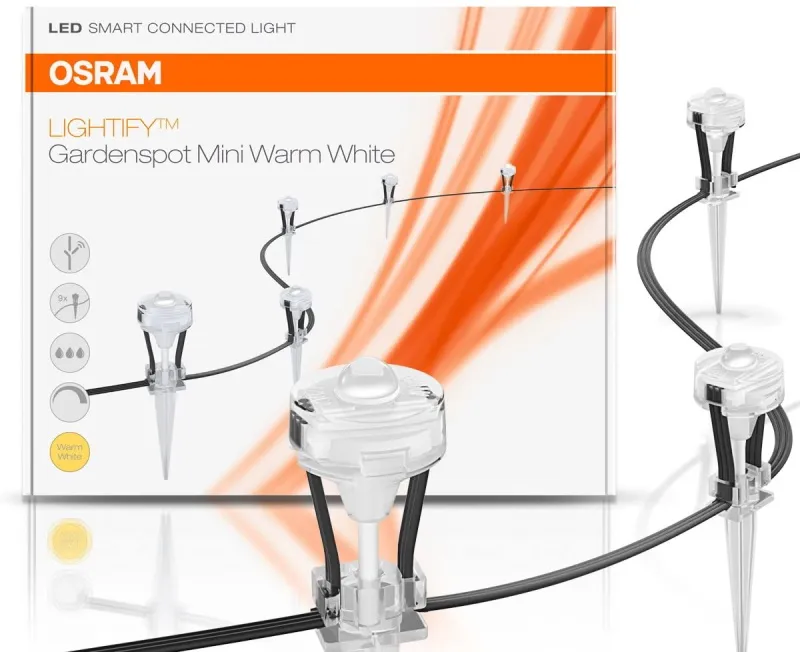 LED SMART CONNECTED LIGHT
OSRAM
LIGHTIFY™
Gardenspot Mini Warm White
9x
Warm
White